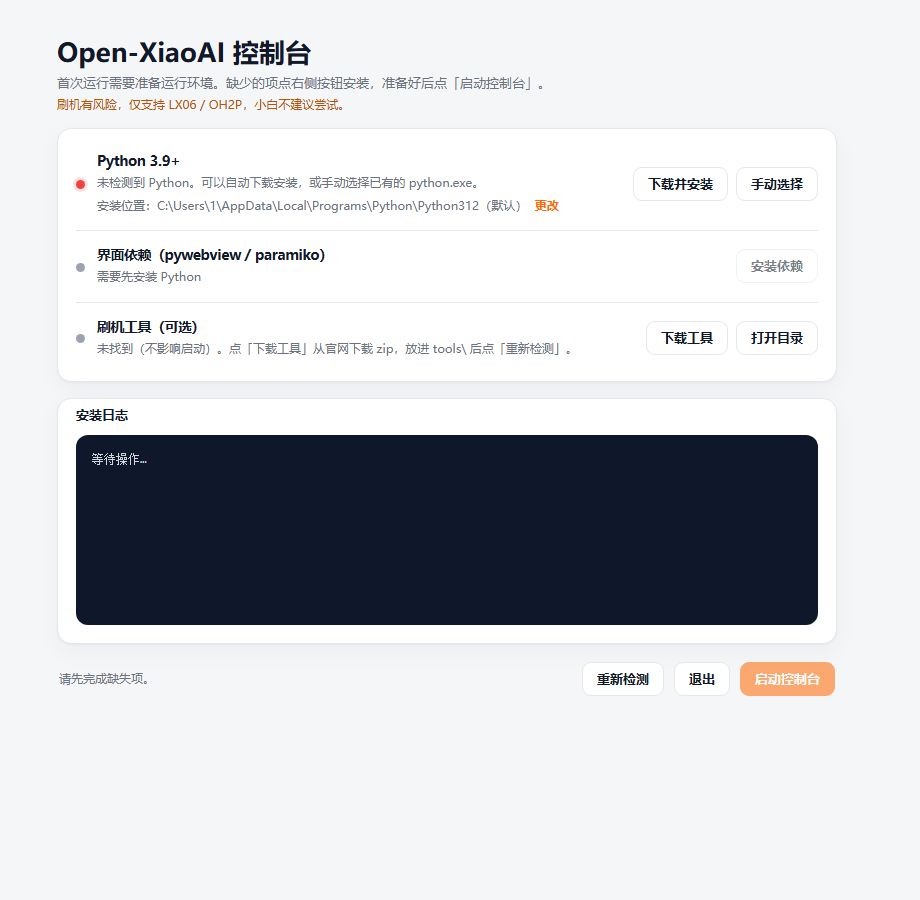 Open-XiaoAI 控制台
首次运行需要准备运行环境。缺少的项点右侧按钮安装，准备好后点「启动控制台」。
刷机有风险，仅支持 LX06 / OH2P，小白不建议尝试。
Python 3.9+
未检测到 Python。可以自动下载安装，或手动选择已有的 python.exe。
安装位置：C:\Users\1\AppData\Local\Programs\Python\Python312（默认） 更改
下载并安装 手动选择
界面依赖（pywebview / paramiko）
需要先安装 Python
安装依赖
刷机工具（可选）
未找到（不影响启动）。点「下载工具」从官网下载 zip，放进 tools\ 后点「重新检测」。
下载工具 打开目录
安装日志
等待操作…
请先完成缺失项。
重新检测 退出 启动控制台